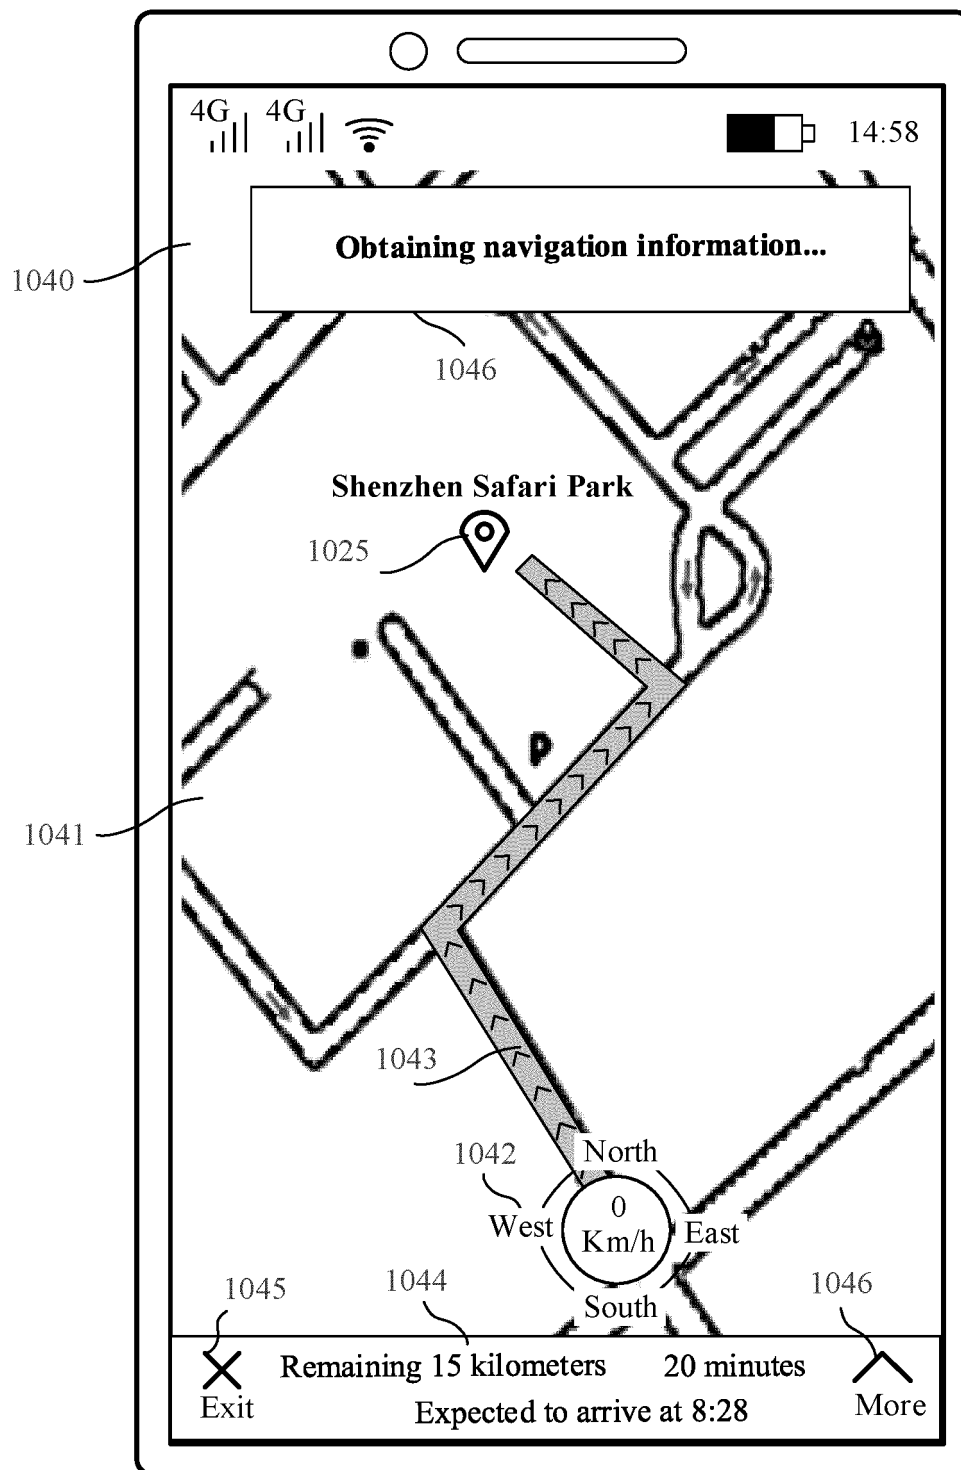 4G 4G 14:58
Obtaining navigation information...
1040
1046
Shenzhen Safari Park
1025
P
1041
1043
1042
North
0
West Km/h East
South
1045 1044 1046
Remaining 15 kilometers 20 minutes
Exit Expected to arrive at 8:28 More